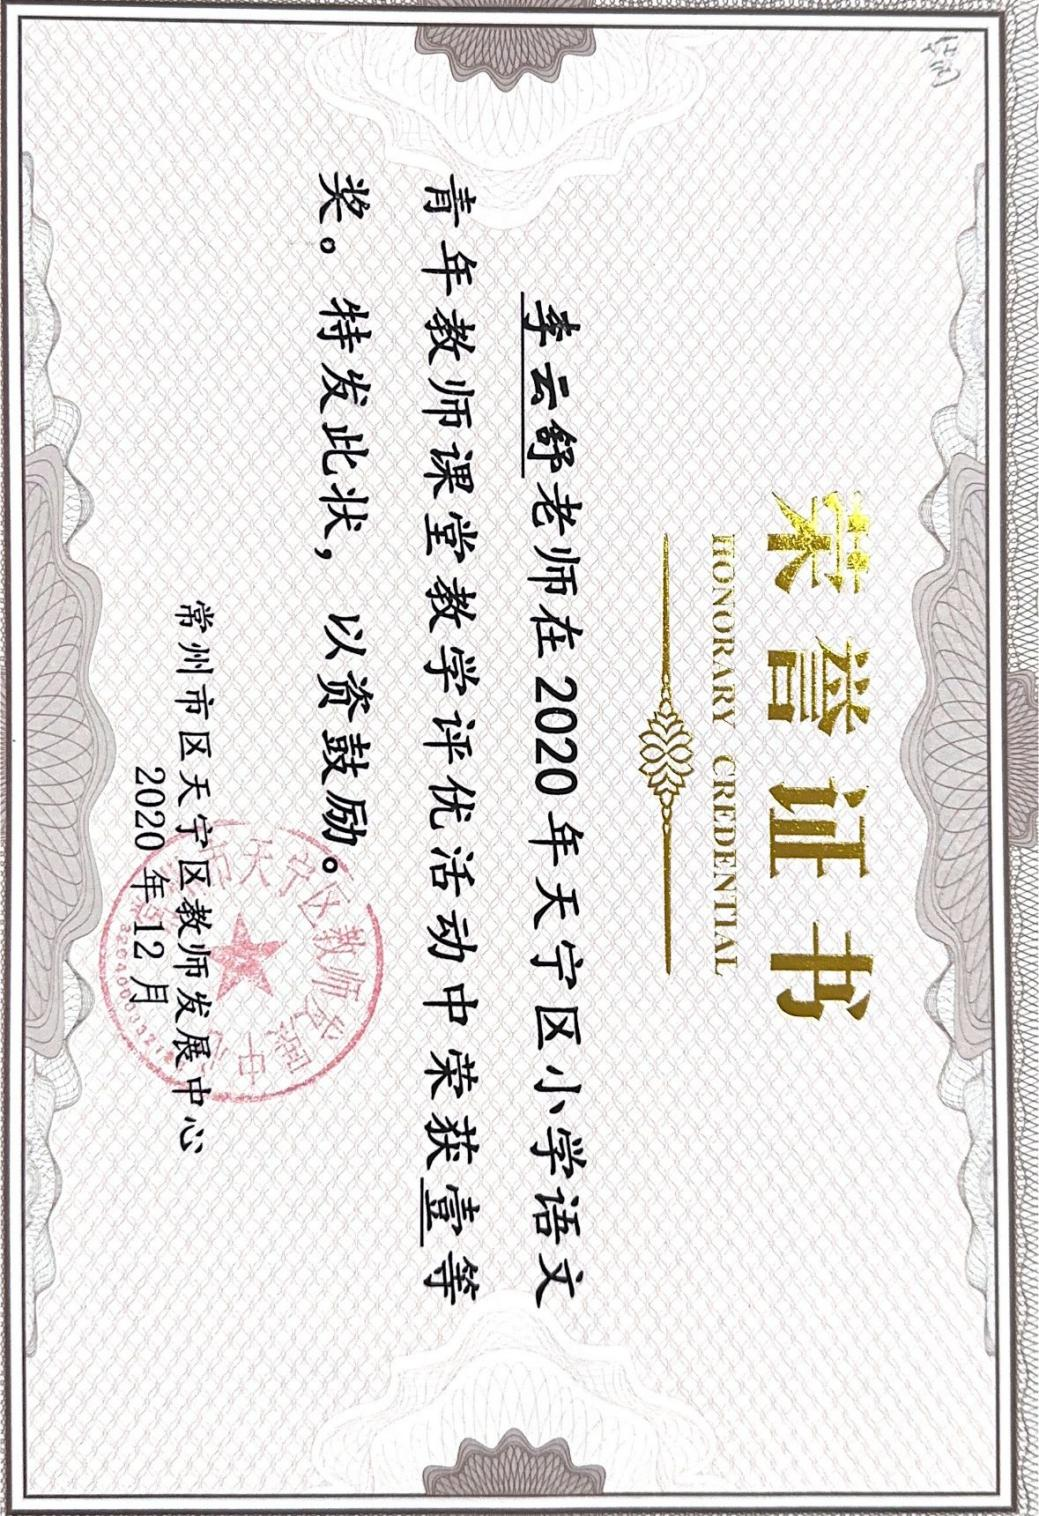 荣誉证书
HONORARY CREDENTIAL
李云舒老师在2020年天宁区小学语文
青年教师课堂教学评优活动中荣获壹等
奖。特发此状，以资鼓励。
常州市区天宁区教师发展中心
2020年12月